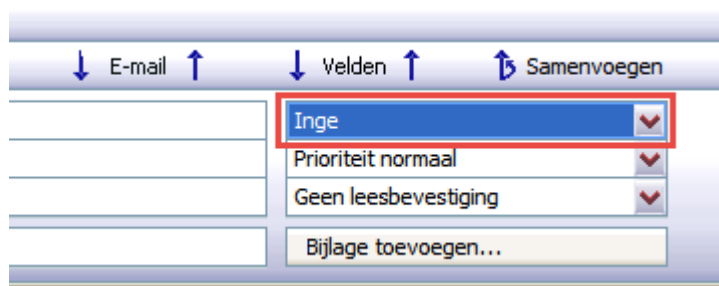 E-mail Velden Samenvoegen
Inge
Prioriteit normaal
Geen leesbevestiging
Bijlage toevoegen...